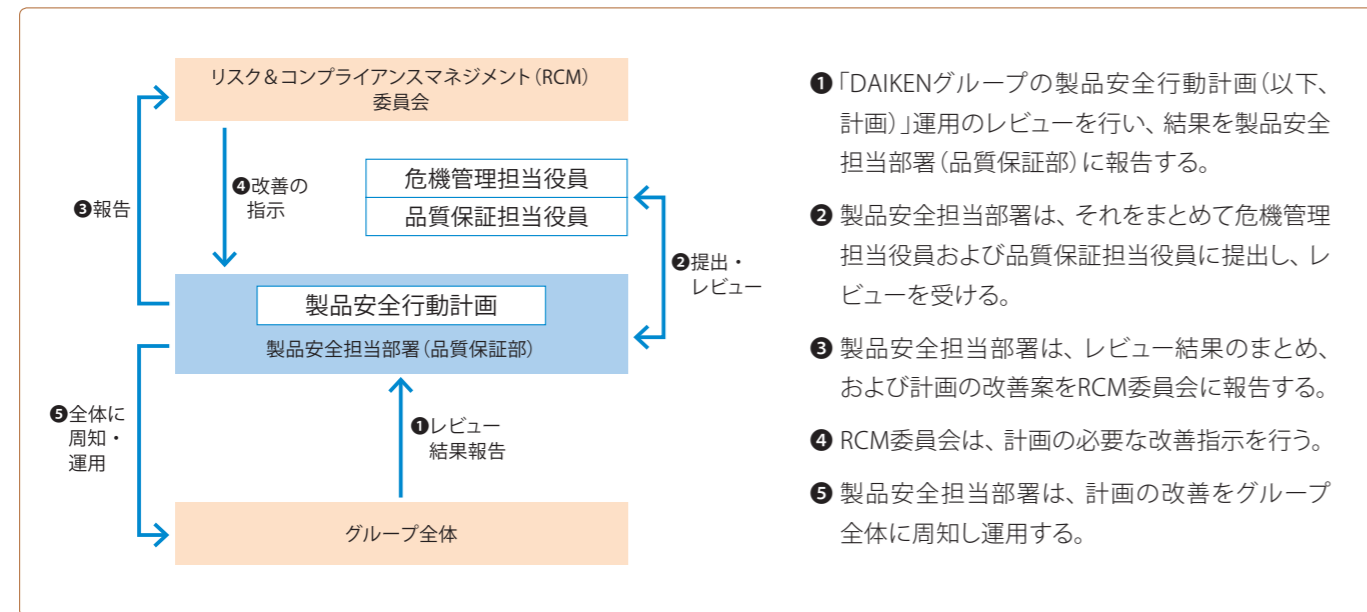 リスク&コンプライアンスマネジメント(RCM)
委員会
❸報告
❹改善の
指示
危機管理担当役員
品質保証担当役員
❷提出・
レビュー
製品安全行動計画
製品安全担当部署(品質保証部)
❺全体に
周知・
運用
❶レビュー
結果報告
グループ全体
❶「DAIKENグループの製品安全行動計画(以下、
計画)」運用のレビューを行い、結果を製品安全
担当部署(品質保証部)に報告する。
❷ 製品安全担当部署は、それをまとめて危機管理
担当役員および品質保証担当役員に提出し、レ
ビューを受ける。
❸ 製品安全担当部署は、レビュー結果のまとめ、
および計画の改善案をRCM委員会に報告する。
❹ RCM委員会は、計画の必要な改善指示を行う。
❺ 製品安全担当部署は、計画の改善をグループ
全体に周知し運用する。